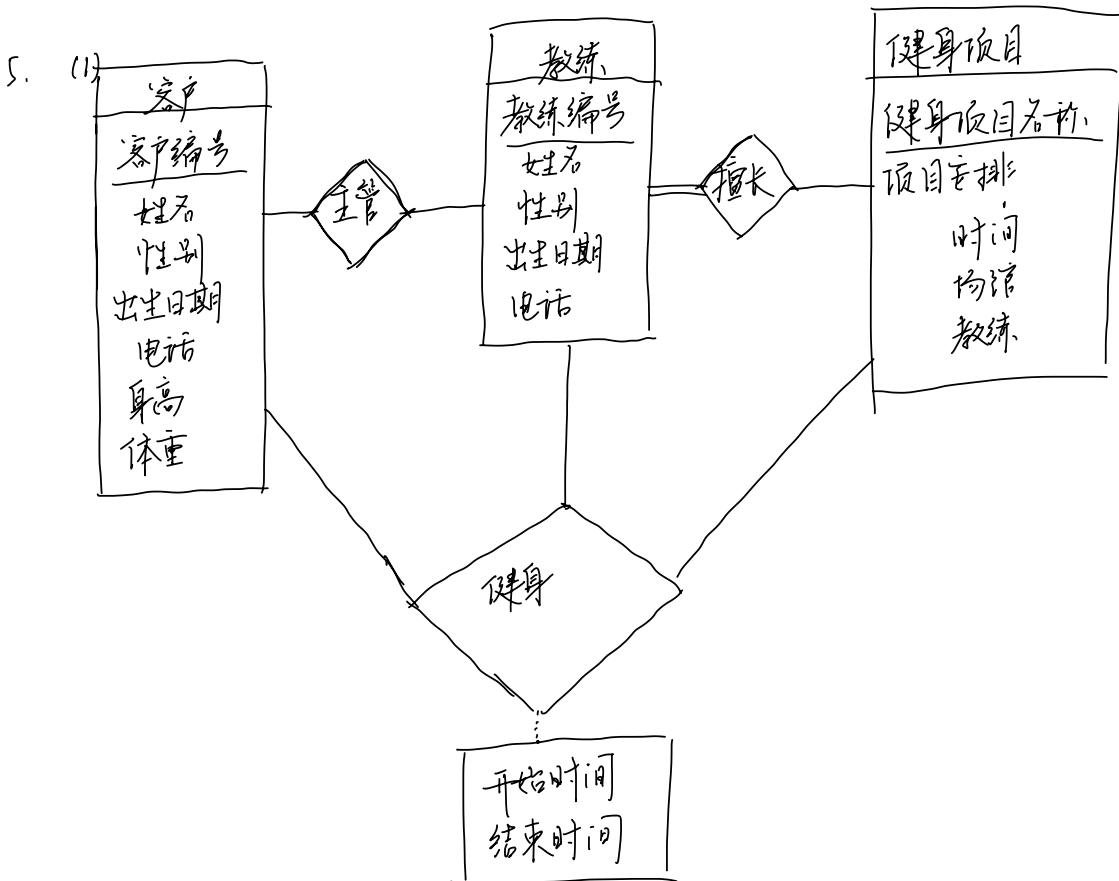 5. (1)
客户
客户编号
姓名
性别
出生日期
电话
身高
体重
主管
教练
教练编号
姓名
性别
出生日期
电话
擅长
健身项目
健身项目名称
项目安排
时间
场馆
教练
健身
开始时间
结束时间